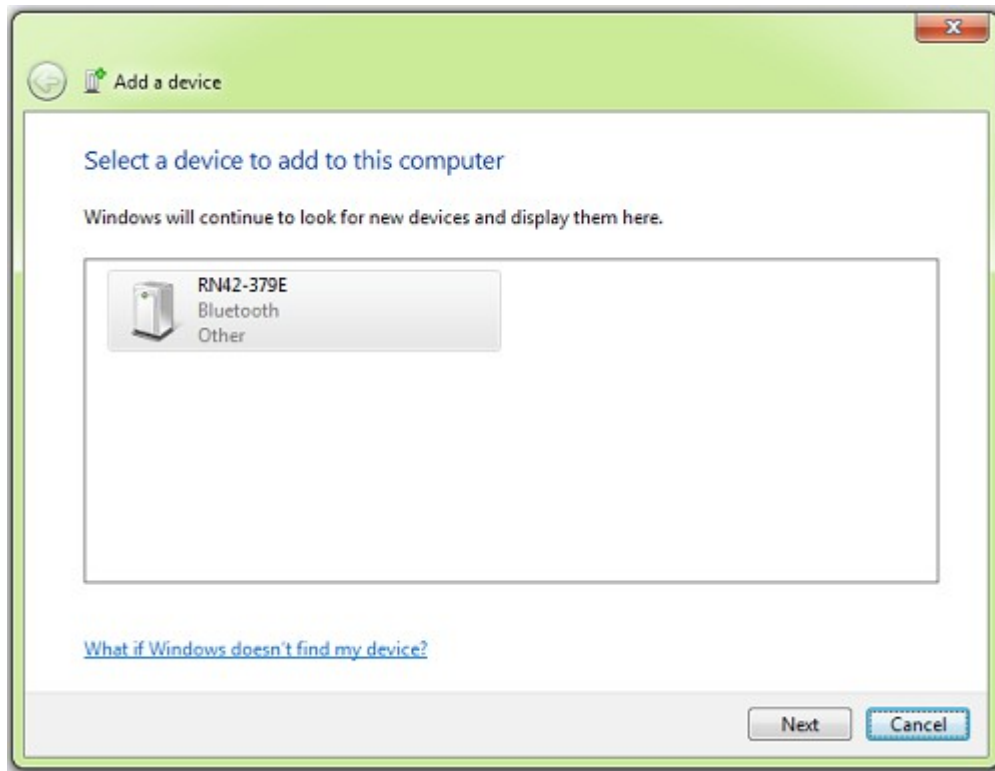 Add a device
Select a device to add to this computer
Windows will continue to look for new devices and display them here.
RN42-379E
Bluetooth
Other
What if Windows doesn't find my device?
Next
Cancel